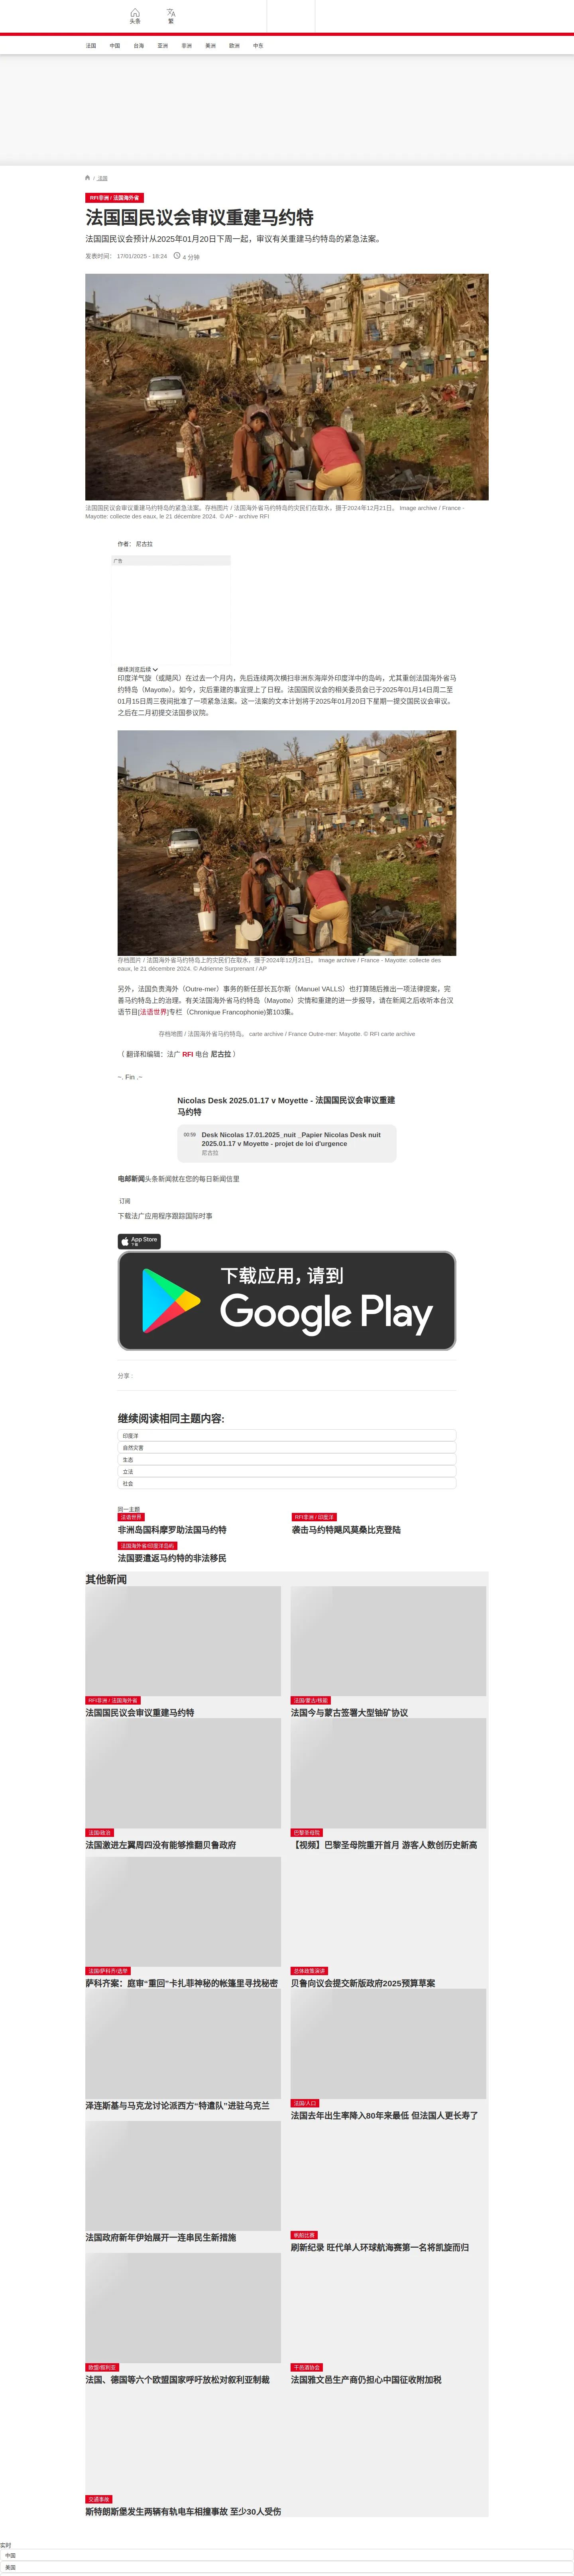 头条
繁
法国
中国
台海
亚洲
非洲
美洲
欧洲
中东
/ 法国
RFI非洲 / 法国海外省
法国国民议会审议重建马约特
法国国民议会预计从2025年01月20日下周一起，审议有关重建马约特岛的紧急法案。
发表时间： 17/01/2025 - 18:24
4 分钟
法国国民议会审议重建马约特岛的紧急法案。存档图片 / 法国海外省马约特岛的灾民们在取水，摄于2024年12月21日。 Image archive / France -
Mayotte: collecte des eaux, le 21 décembre 2024. © AP - archive RFI
作者： 尼古拉
广告
继续浏览后续
印度洋气旋（或飓风）在过去一个月内，先后连续两次横扫非洲东海岸外印度洋中的岛屿，尤其重创法国海外省马
约特岛（Mayotte）。如今，灾后重建的事宜提上了日程。法国国民议会的相关委员会已于2025年01月14日周二至
01月15日周三夜间批准了一项紧急法案。这一法案的文本计划将于2025年01月20日下星期一提交国民议会审议。
之后在二月初提交法国参议院。
存档图片 / 法国海外省马约特岛上的灾民们在取水，摄于2024年12月21日。 Image archive / France - Mayotte: collecte des
eaux, le 21 décembre 2024. © Adrienne Surprenant / AP
另外，法国负责海外（Outre-mer）事务的新任部长瓦尔斯（Manuel VALLS）也打算随后推出一项法律提案，完
善马约特岛上的治理。有关法国海外省马约特岛（Mayotte）灾情和重建的进一步报导，请在新闻之后收听本台汉
语节目[法语世界]专栏（Chronique Francophonie)第103集。
存档地图 / 法国海外省马约特岛。 carte archive / France Outre-mer: Mayotte. © RFI carte archive
（ 翻译和编辑：法广 RFI 电台 尼古拉 ）
~. Fin .~
Nicolas Desk 2025.01.17 v Moyette - 法国国民议会审议重建
马约特
00:59
Desk Nicolas 17.01.2025_nuit _Papier Nicolas Desk nuit
2025.01.17 v Moyette - projet de loi d'urgence
尼古拉
电邮新闻头条新闻就在您的每日新闻信里
订阅
下载法广应用程序跟踪国际时事
App Store
下载
下载应用，请到
Google Play
分享 :
继续阅读相同主题内容:
印度洋
自然灾害
生态
立法
社会
同一主题
法语世界
非洲岛国科摩罗助法国马约特
RFI非洲 / 印度洋
袭击马约特飓风莫桑比克登陆
法国海外省/印度洋岛屿
法国要遣返马约特的非法移民
其他新闻
RFI非洲 / 法国海外省
法国国民议会审议重建马约特
法国/蒙古/核能
法国今与蒙古签署大型铀矿协议
法国/政治
法国激进左翼周四没有能够推翻贝鲁政府
巴黎圣母院
【视频】巴黎圣母院重开首月 游客人数创历史新高
法国/萨科齐/选举
萨科齐案：庭审“重回”卡扎菲神秘的帐篷里寻找秘密
总体政策演讲
贝鲁向议会提交新版政府2025预算草案
泽连斯基与马克龙讨论派西方“特遣队”进驻乌克兰
法国/人口
法国去年出生率降入80年来最低 但法国人更长寿了
法国政府新年伊始展开一连串民生新措施
帆船比赛
刷新纪录 旺代单人环球航海赛第一名将凯旋而归
欧盟/叙利亚
法国、德国等六个欧盟国家呼吁放松对叙利亚制裁
干邑酒协会
法国雅文邑生产商仍担心中国征收附加税
交通事故
斯特朗斯堡发生两辆有轨电车相撞事故 至少30人受伤
实时
中国
美国